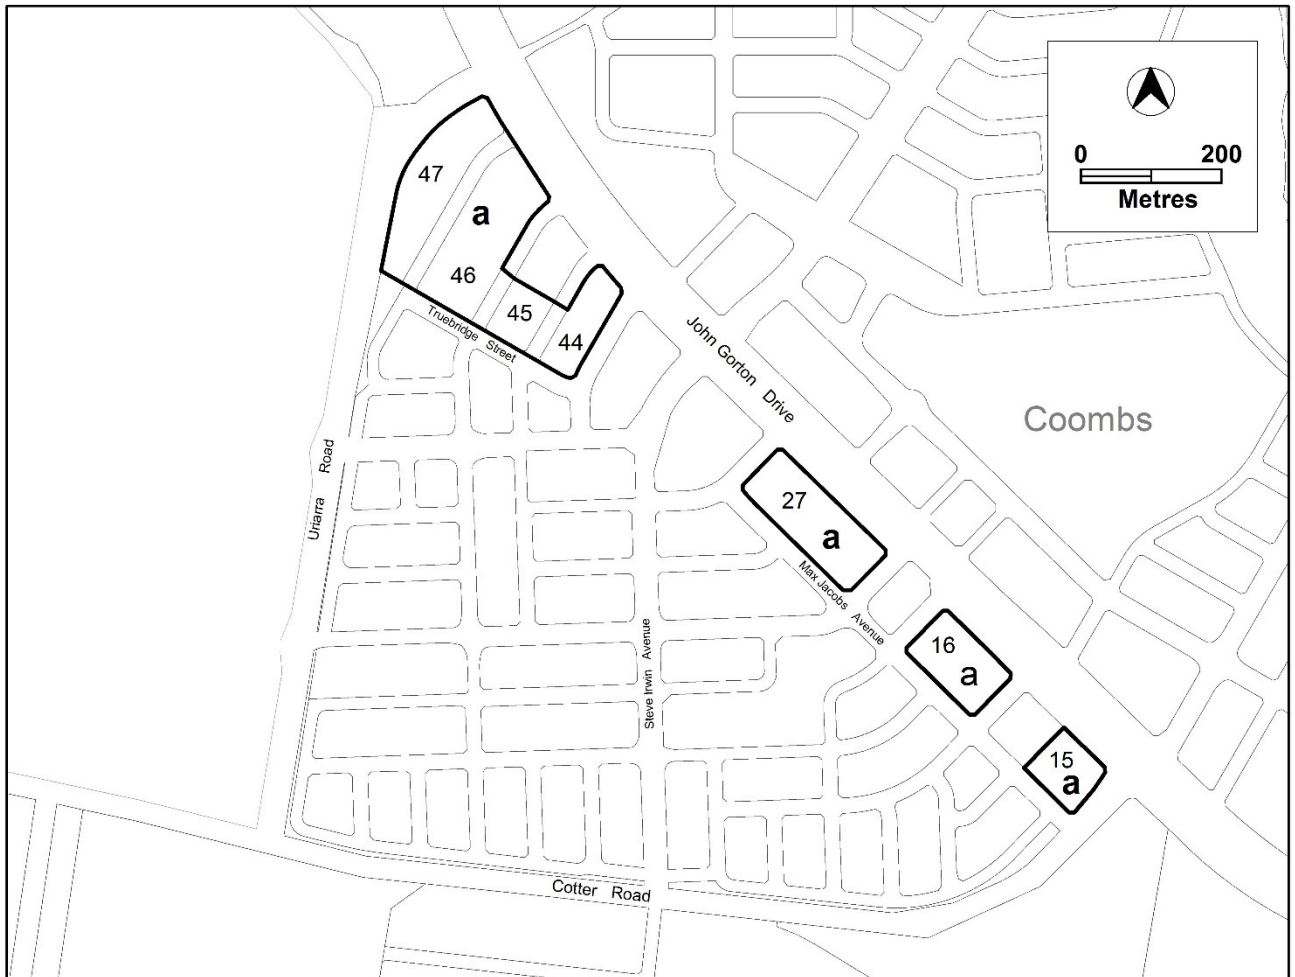 0 200
Metres
47
a
46
45
44
Truebridge Street
John Gorton Drive
Coombs
Uriarra Road
27
a
Max Jacobs Avenue
16
a
Steve Irwin Avenue
15
a
Cotter Road